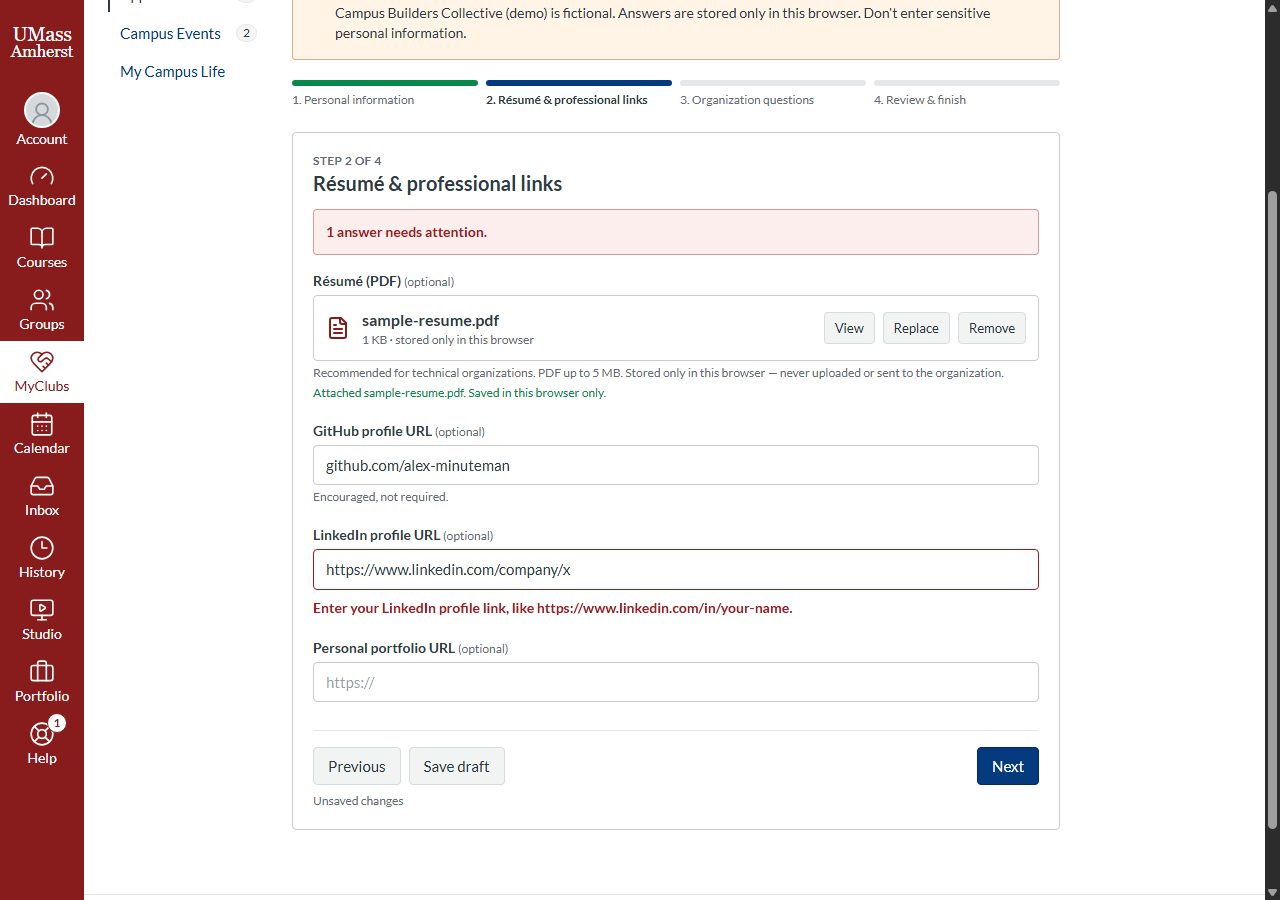 UMass
Amherst
Account
Dashboard
Courses
Groups
MyClubs
Calendar
Inbox
History
Studio
Portfolio
1
Help
Campus Events 2
My Campus Life
Campus Builders Collective (demo) is fictional. Answers are stored only in this browser. Don't enter sensitive
personal information.
1. Personal information
2. Résumé & professional links
3. Organization questions
4. Review & finish
STEP 2 OF 4
Résumé & professional links
1 answer needs attention.
Résumé (PDF) (optional)
sample-resume.pdf
1 KB · stored only in this browser
View Replace Remove
Recommended for technical organizations. PDF up to 5 MB. Stored only in this browser — never uploaded or sent to the organization.
Attached sample-resume.pdf. Saved in this browser only.
GitHub profile URL (optional)
github.com/alex-minuteman
Encouraged, not required.
LinkedIn profile URL (optional)
https://www.linkedin.com/company/x
Enter your LinkedIn profile link, like https://www.linkedin.com/in/your-name.
Personal portfolio URL (optional)
https://
Previous Save draft Next
Unsaved changes